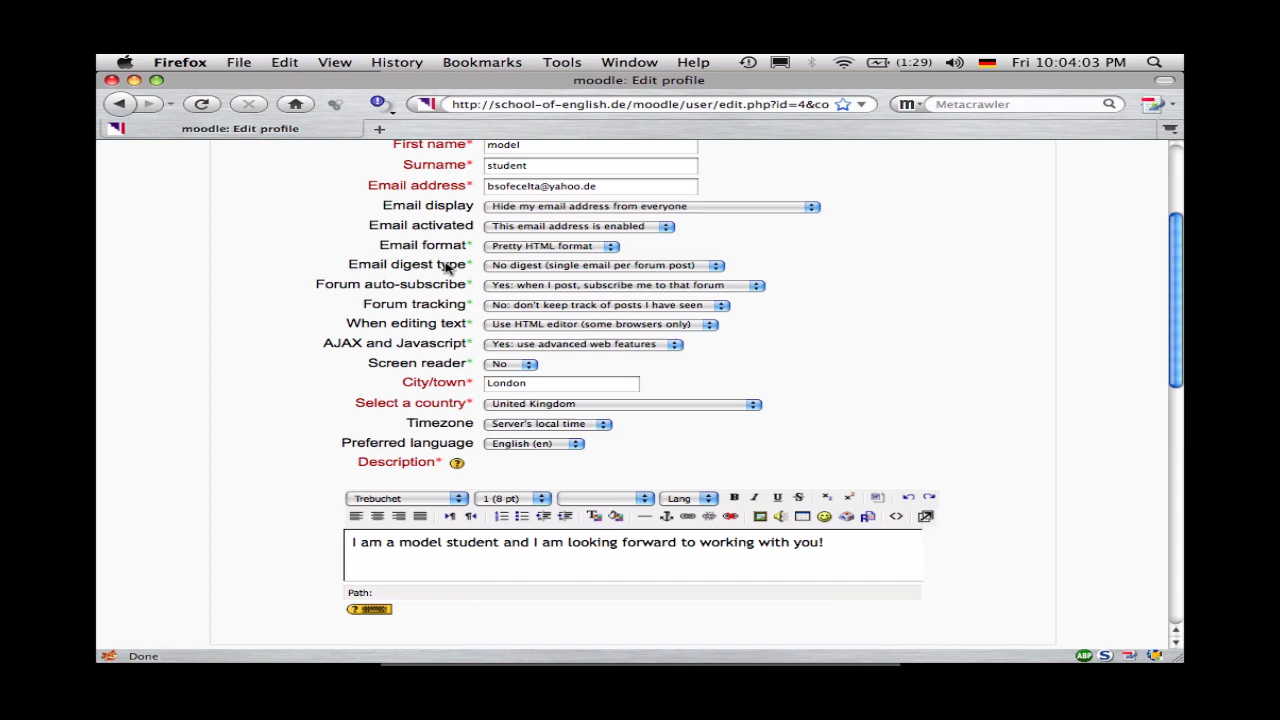 Firefox File Edit View History Bookmarks Tools Window Help (1:29) Fri 10:04:03 PM
moodle: Edit profile
http://school-of-english.de/moodle/user/edit.php?id=4&co m Metacrawler
moodle: Edit profile +
First name* model
Surname* student
Email address* bsofecelta@yahoo.de
Email display Hide my email address from everyone
Email activated This email address is enabled
Email format* Pretty HTML format
Email digest type* No digest (single email per forum post)
Forum auto-subscribe* Yes: when I post, subscribe me to that forum
Forum tracking* No: don't keep track of posts I have seen
When editing text* Use HTML editor (some browsers only)
AJAX and Javascript* Yes: use advanced web features
Screen reader* No
City/town* London
Select a country* United Kingdom
Timezone Server's local time
Preferred language English (en)
Description* ?
Trebuchet 1 (8 pt) Lang B I U S
I am a model student and I am looking forward to working with you!
Path:
?
Done ABP S